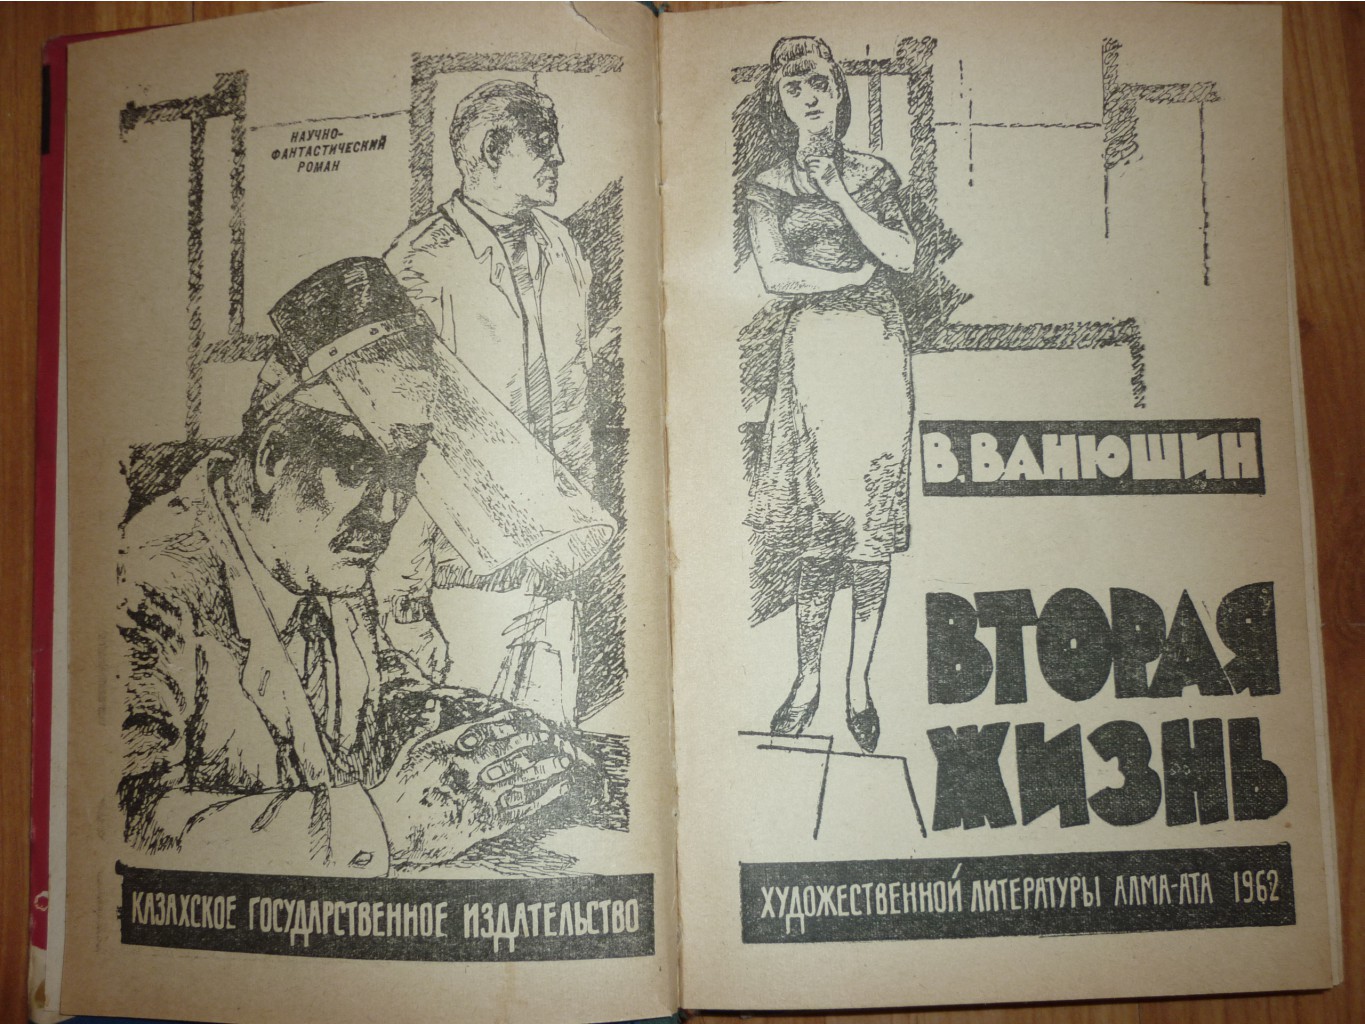 НАУЧНО-
ФАНТАСТИЧЕСКИЙ
РОМАН
КАЗАХСКОЕ ГОСУДАРСТВЕННОЕ ИЗДАТЕЛЬСТВО
В. ВАНЮШИН
ВТОРАЯ
ЖИЗНЬ
ХУДОЖЕСТВЕННОЙ ЛИТЕРАТУРЫ АЛМА-АТА 1962